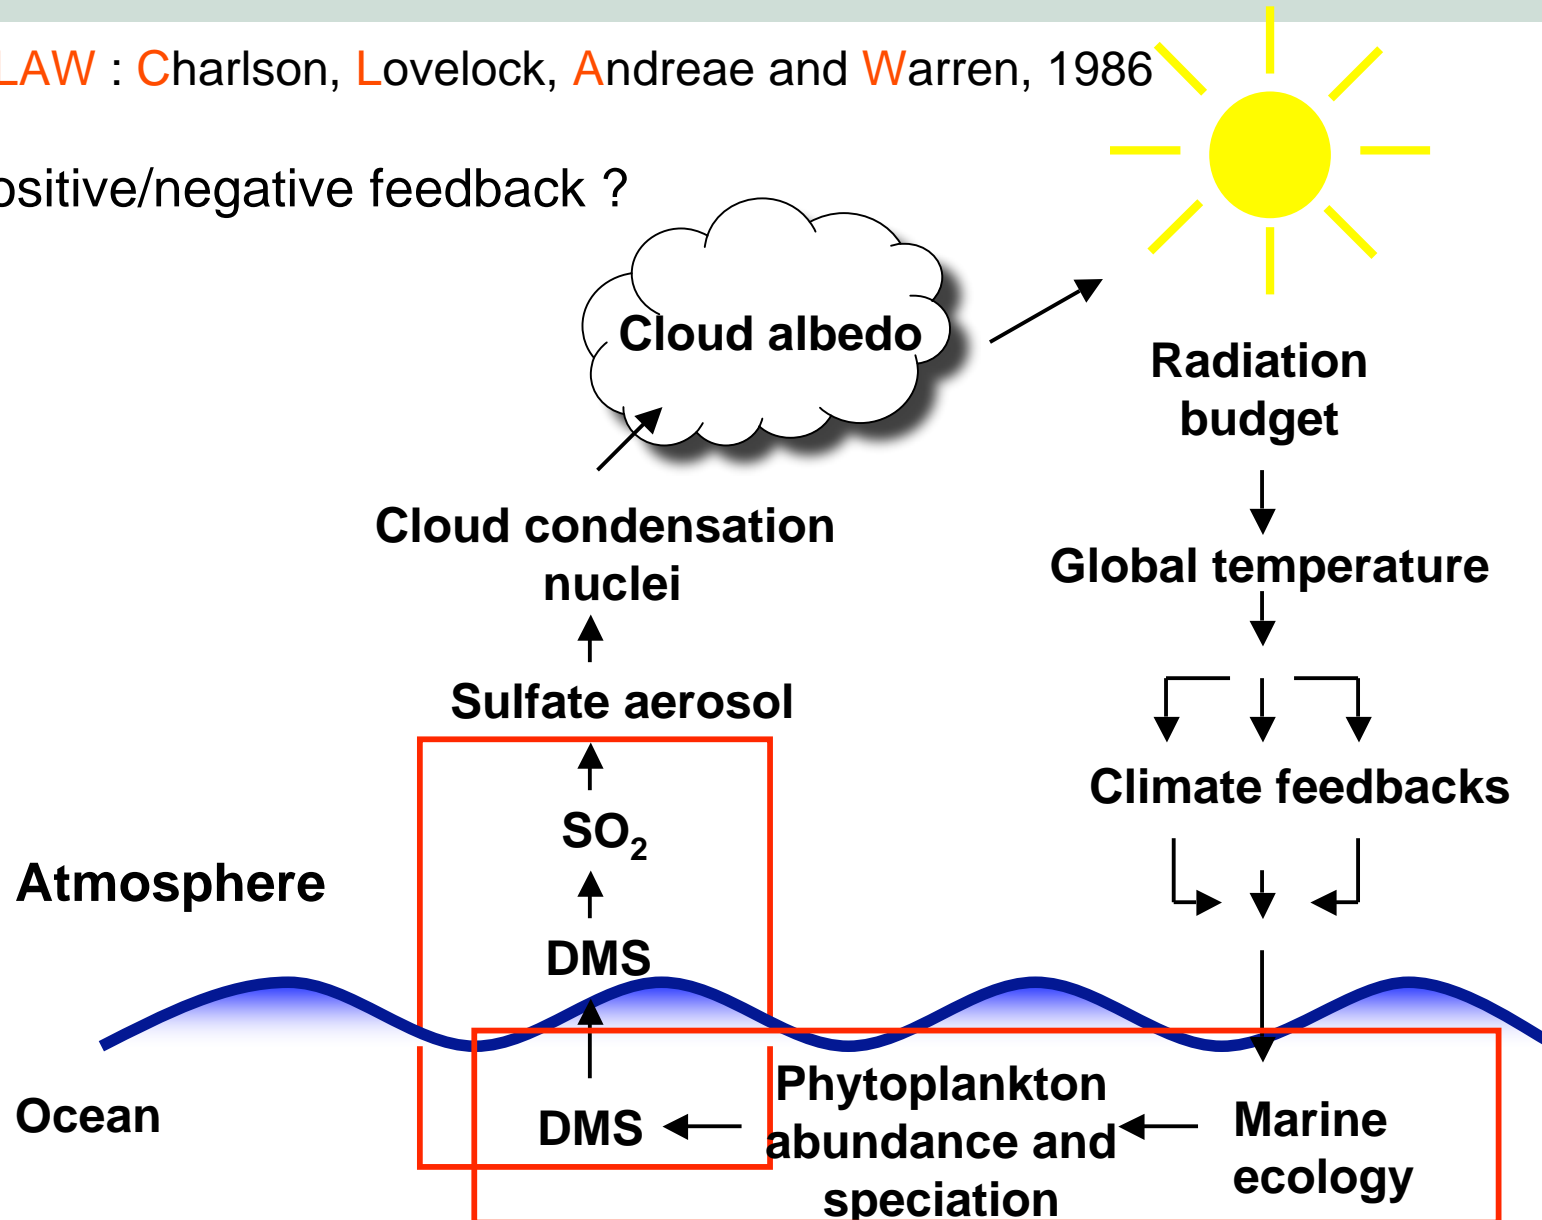 LAW : Charlson, Lovelock, Andreae and Warren, 1986
ositive/negative feedback ?
Cloud albedo
Radiation
budget
Cloud condensation
nuclei
Global temperature
Sulfate aerosol
Climate feedbacks
SO₂
Atmosphere
DMS
Ocean
DMS
Phytoplankton
abundance and
speciation
Marine
ecology